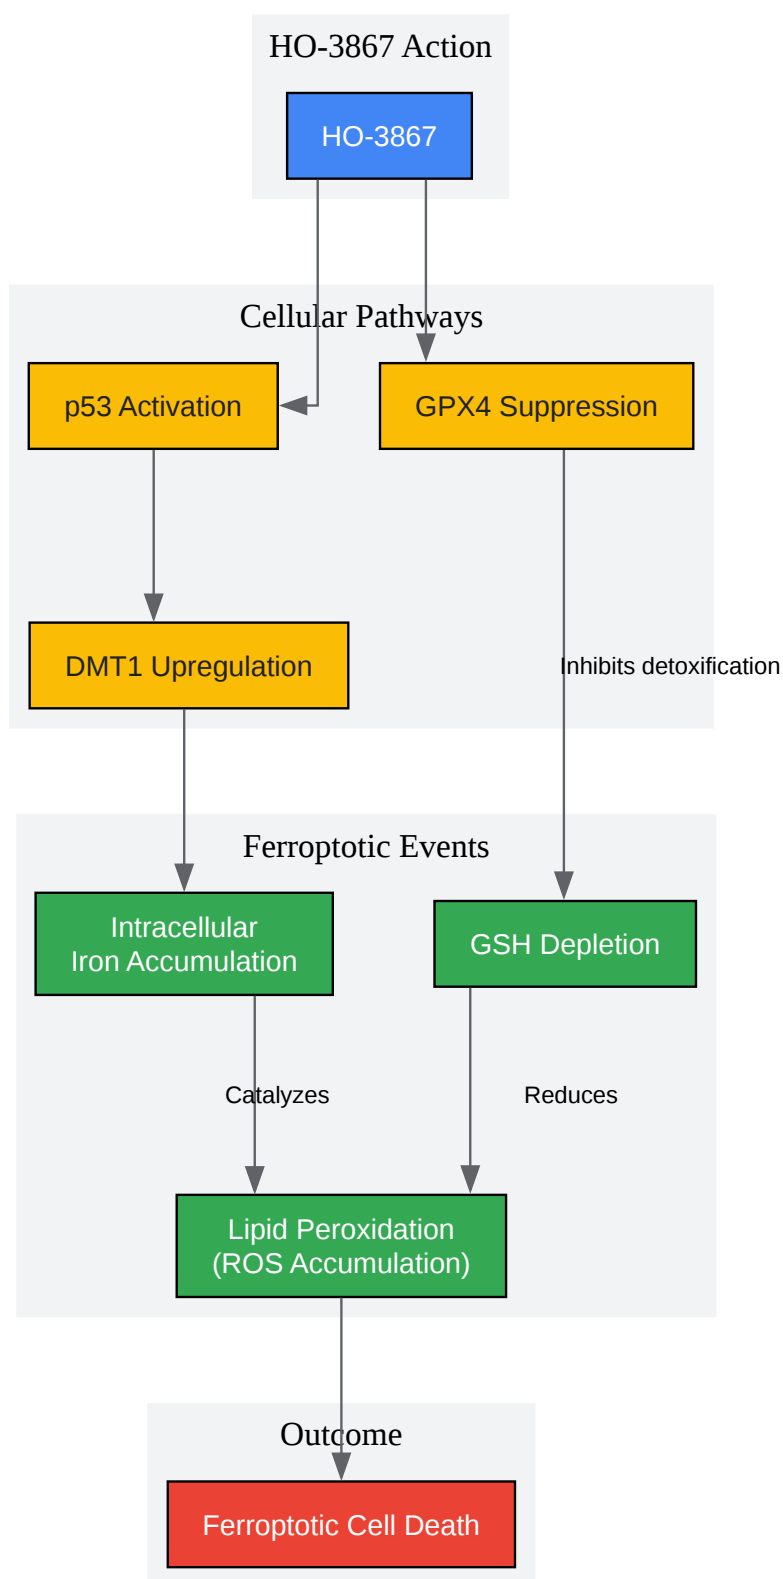 HO-3867 Action
HO-3867
Cellular Pathways
p53 Activation
GPX4 Suppression
DMT1 Upregulation
Inhibits detoxification
Ferroptotic Events
Intracellular
Iron Accumulation
GSH Depletion
Catalyzes
Reduces
Lipid Peroxidation
(ROS Accumulation)
Outcome
Ferroptotic Cell Death